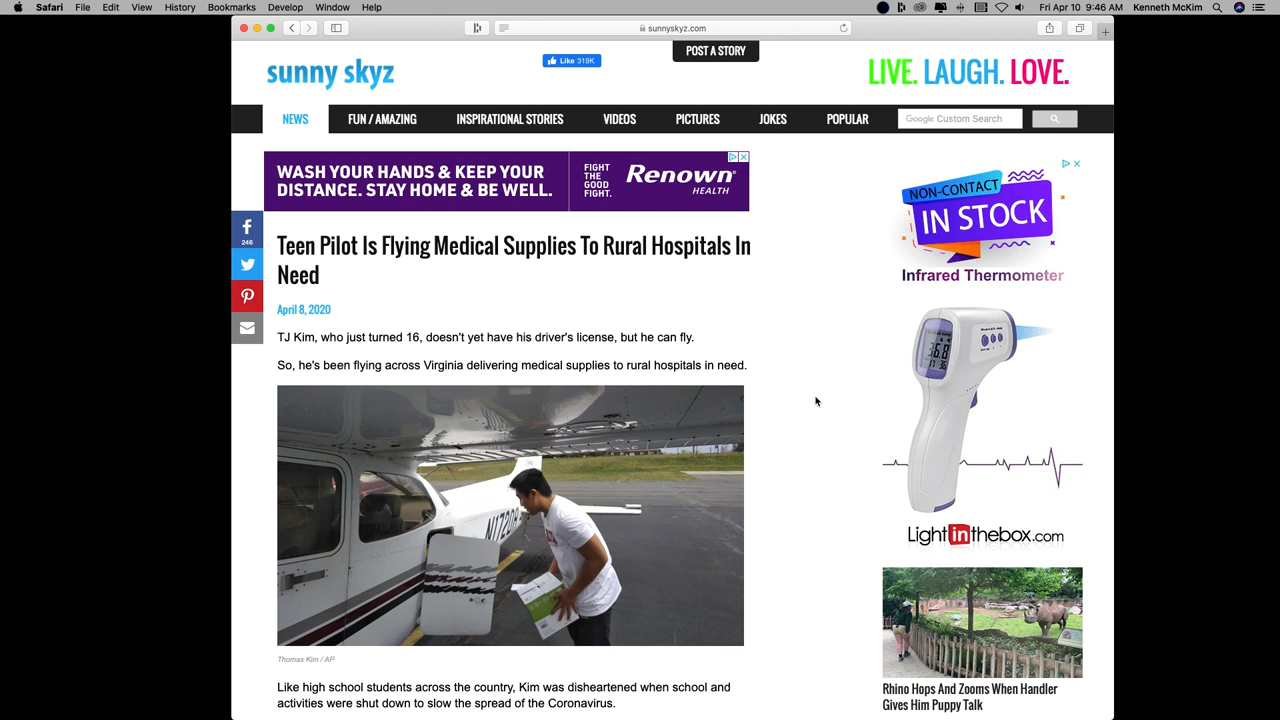 Safari File Edit View History Bookmarks Develop Window Help Fri Apr 10 9:46 AM Kenneth McKim
sunnyskyz.com
sunny skyz
Like 319K
POST A STORY
LIVE. LAUGH. LOVE.
NEWS FUN / AMAZING INSPIRATIONAL STORIES VIDEOS PICTURES JOKES POPULAR Google Custom Search
WASH YOUR HANDS & KEEP YOUR
DISTANCE. STAY HOME & BE WELL.
FIGHT
THE
GOOD
FIGHT.
Renown
HEALTH
246
Teen Pilot Is Flying Medical Supplies To Rural Hospitals In
Need
April 8, 2020
TJ Kim, who just turned 16, doesn't yet have his driver's license, but he can fly.
So, he's been flying across Virginia delivering medical supplies to rural hospitals in need.
Thomas Kim / AP
Like high school students across the country, Kim was disheartened when school and
activities were shut down to slow the spread of the Coronavirus.
NON-CONTACT
IN STOCK
Infrared Thermometer
Lightinthebox.com
Rhino Hops And Zooms When Handler
Gives Him Puppy Talk